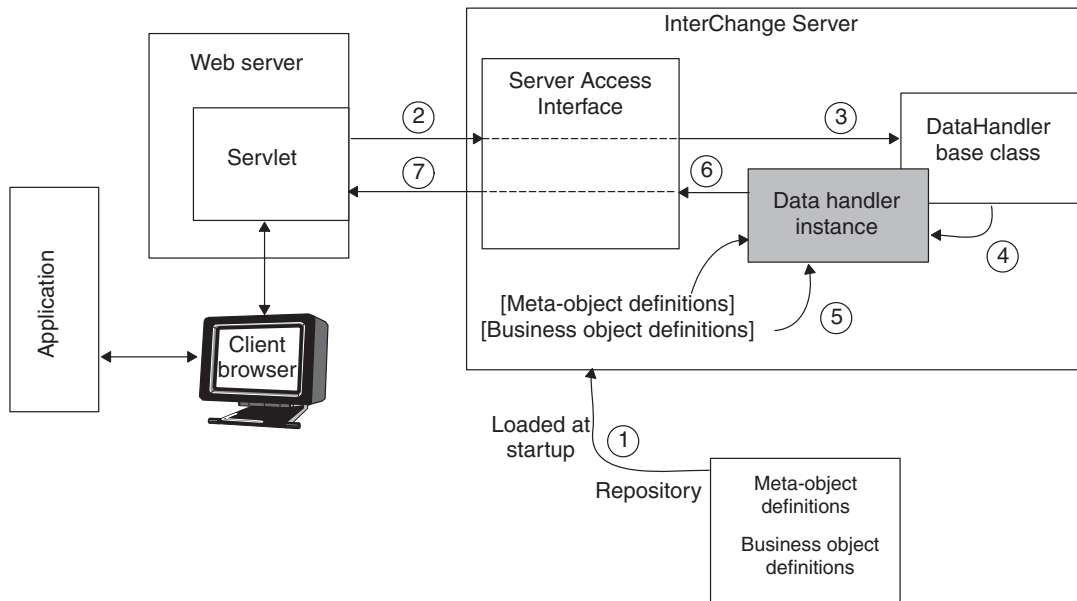 InterChange Server
Web server
Server Access
Interface
2
3
DataHandler
base class
Servlet
7
6
Data handler
instance
4
[Meta-object definitions]
[Business object definitions]
5
Application
Client
browser
Loaded at
startup
1
Repository
Meta-object
definitions
Business object
definitions